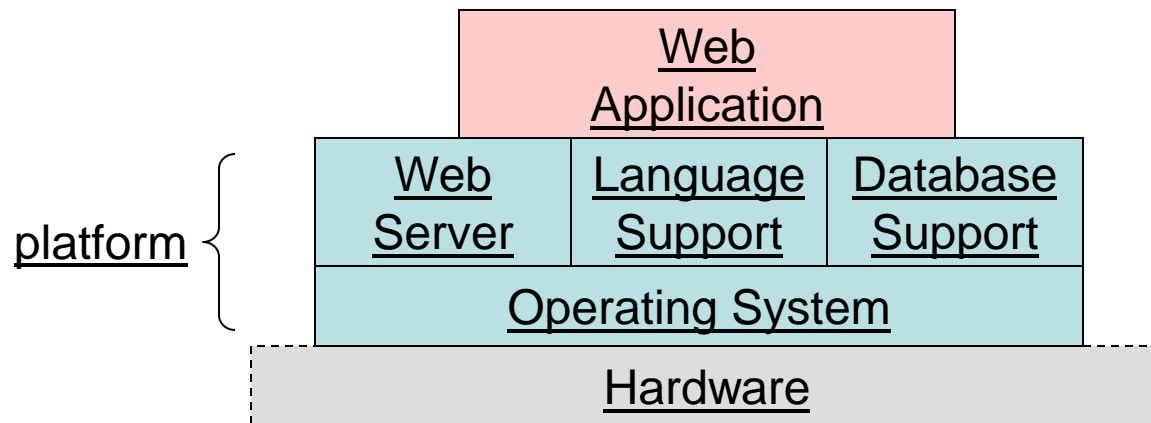 Web
Application
Web
Server
Language
Support
Database
Support
platform
Operating System
Hardware